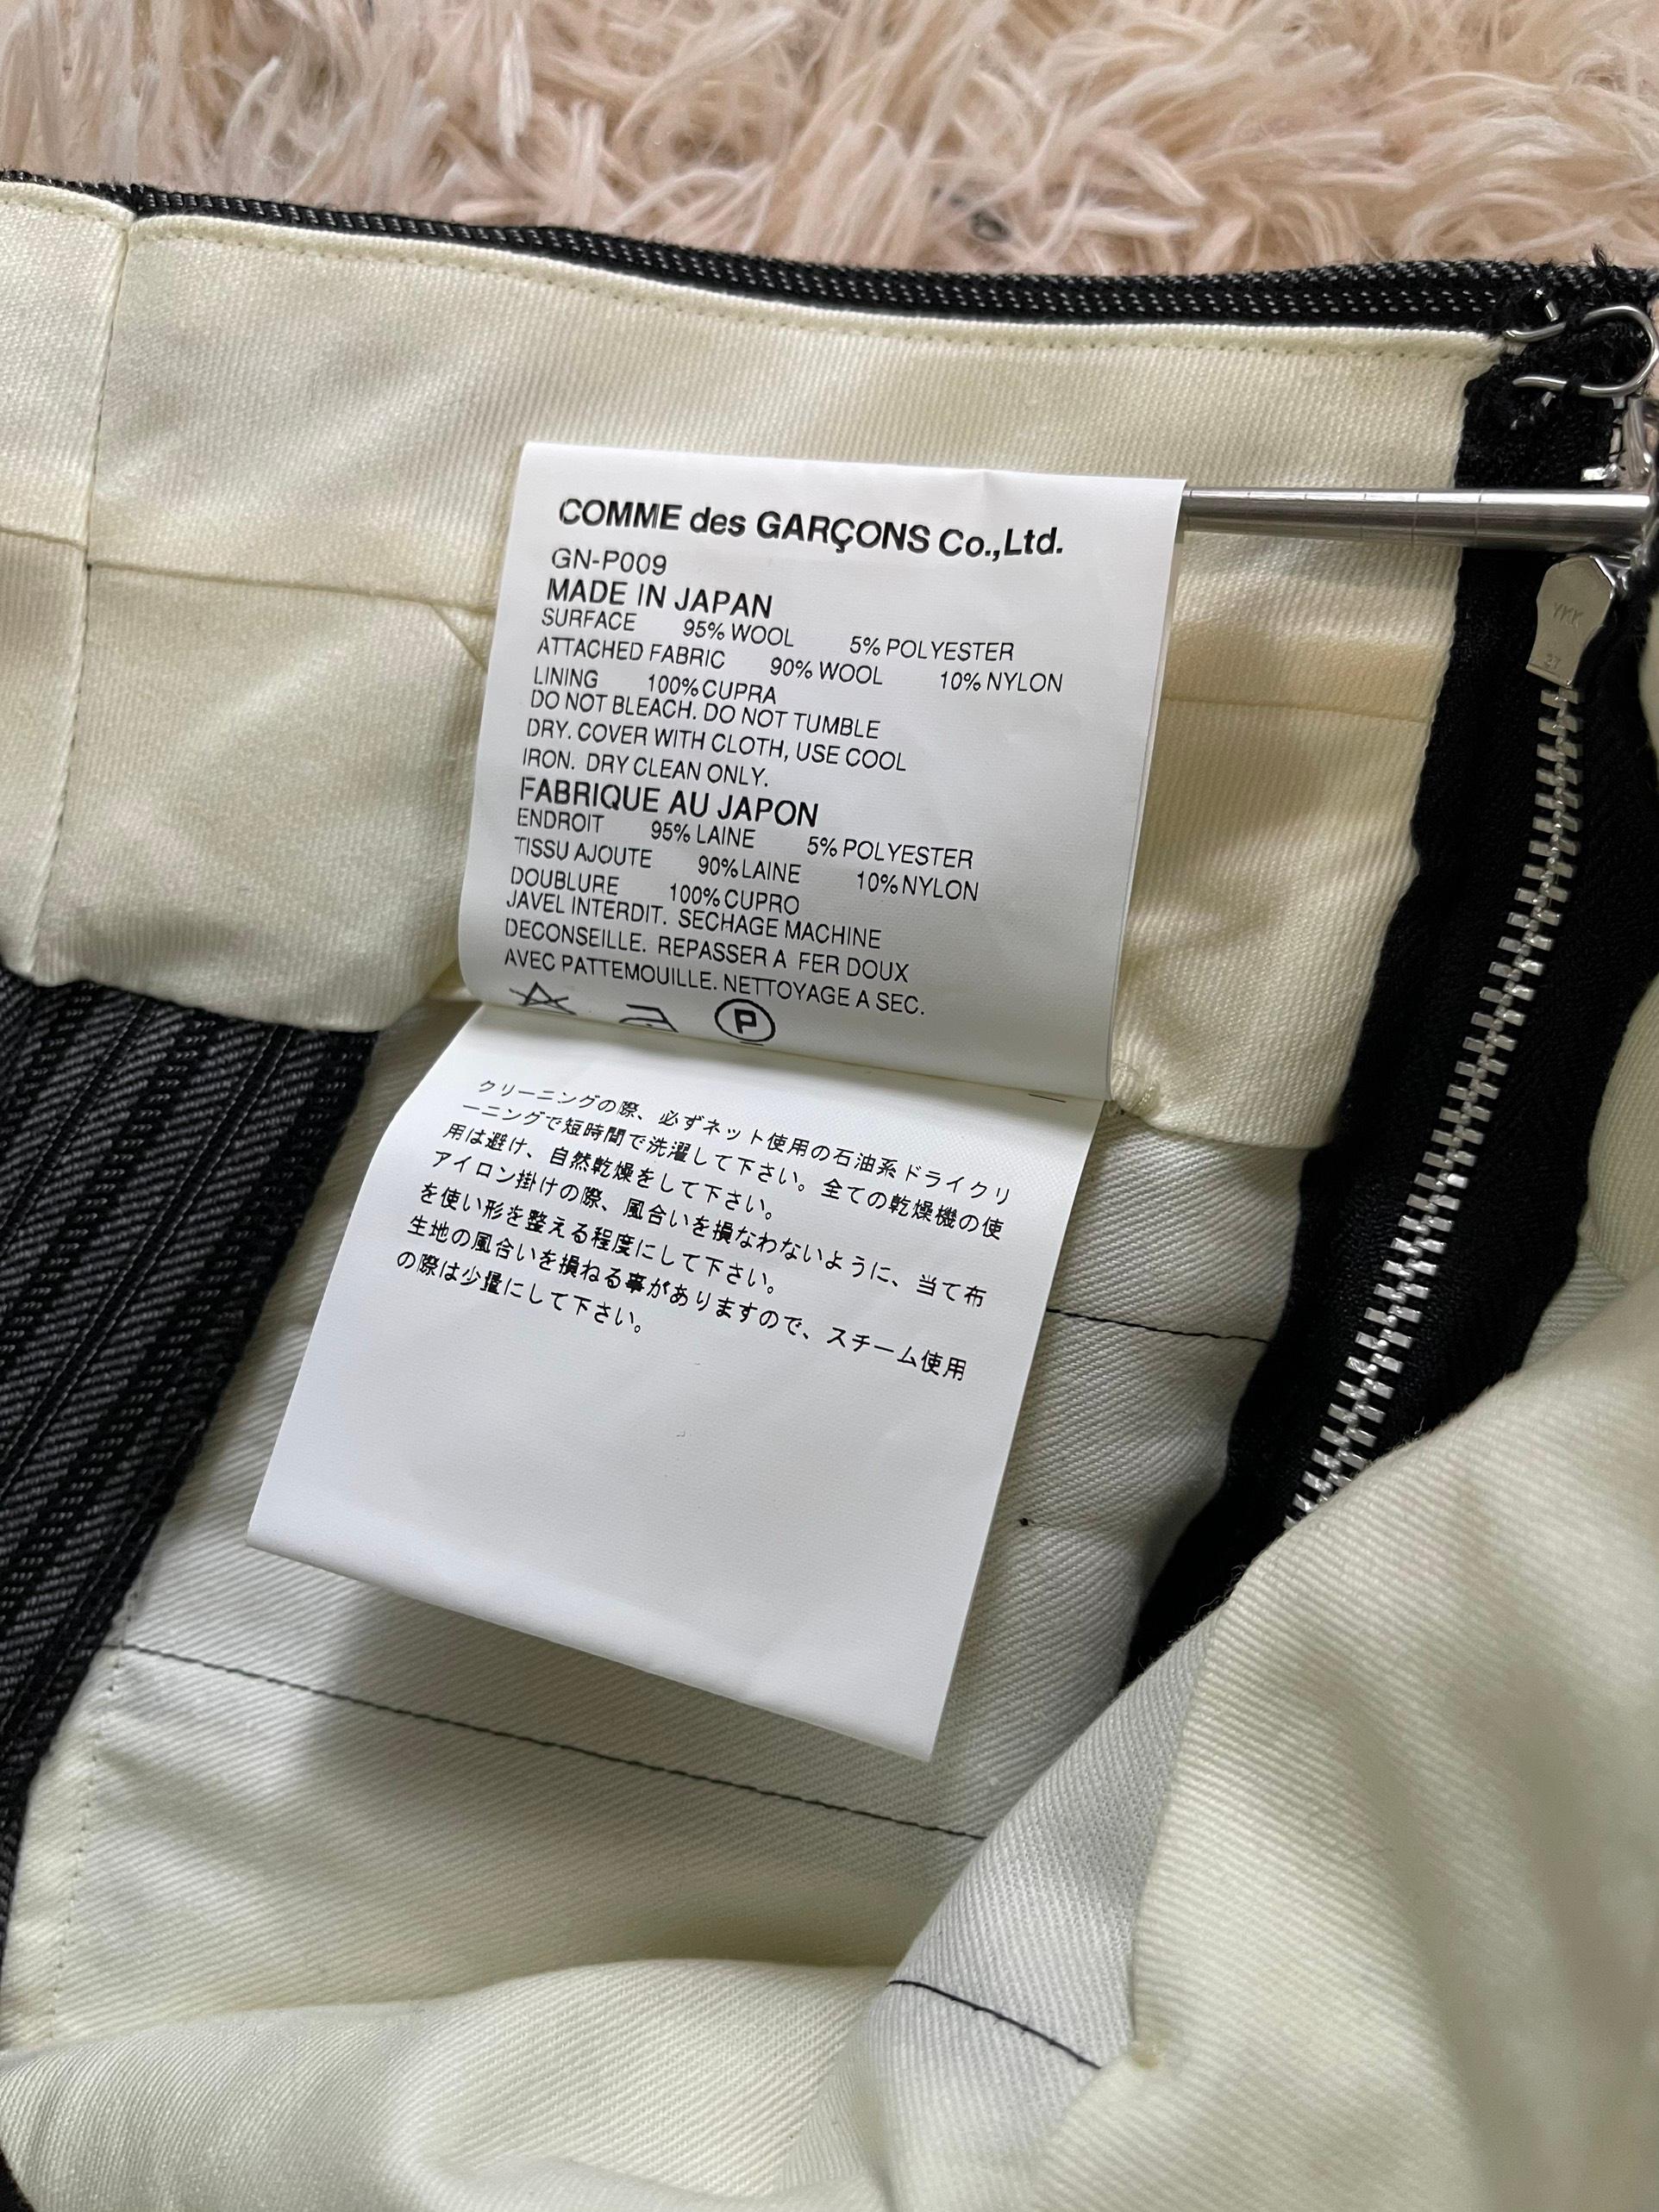 COMME des GARÇONS Co.,Ltd.
GN-P009
MADE IN JAPAN
SURFACE 95% WOOL 5% POLYESTER
ATTACHED FABRIC 90% WOOL 10% NYLON
LINING 100% CUPRA
DO NOT BLEACH. DO NOT TUMBLE
DRY. COVER WITH CLOTH, USE COOL
IRON. DRY CLEAN ONLY.
FABRIQUE AU JAPON
ENDROIT 95% LAINE 5% POLYESTER
TISSU AJOUTE 90% LAINE 10% NYLON
DOUBLURE 100% CUPRO
JAVEL INTERDIT. SECHAGE MACHINE
DECONSEILLE. REPASSER A FER DOUX
AVEC PATTEMOUILLE. NETTOYAGE A SEC.
P
クリーニングの際、必ずネット使用の石油系ドライクリ
ーニングで短時間で洗濯して下さい。全ての乾燥機の使
用は避け、自然乾燥をして下さい。
アイロン掛けの際、風合いを損なわないように、当て布
を使い形を整える程度にして下さい。
生地の風合いを損ねる事がありますので、スチーム使用
の際は少量にして下さい。
YKK